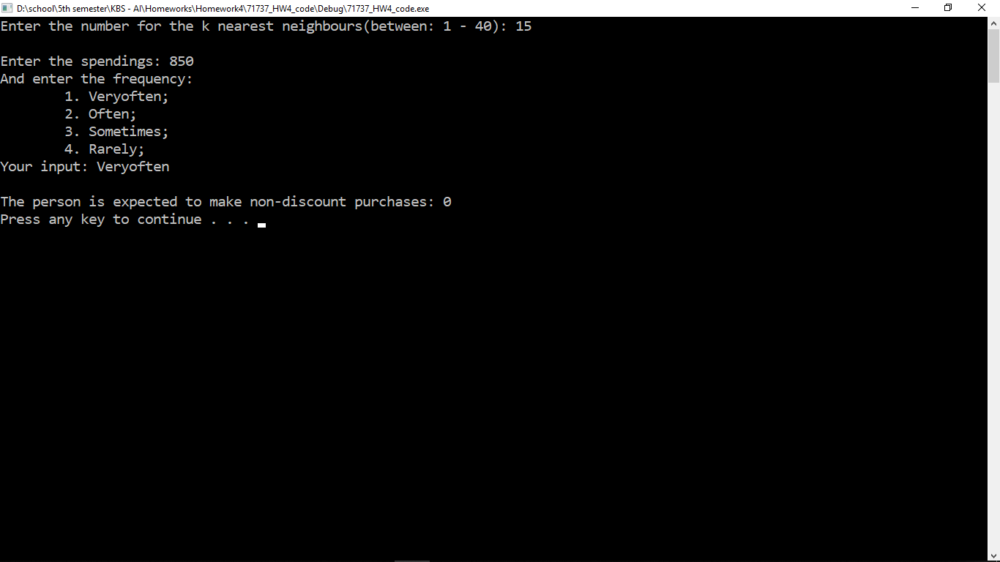 D:\school\5th semester\KBS - AI\Homeworks\Homework4\71737_HW4_code\Debug\71737_HW4_code.exe
Enter the number for the k nearest neighbours(between: 1 - 40): 15
Enter the spendings: 850
And enter the frequency:
1. Veryoften;
2. Often;
3. Sometimes;
4. Rarely;
Your input: Veryoften
The person is expected to make non-discount purchases: 0
Press any key to continue . . .